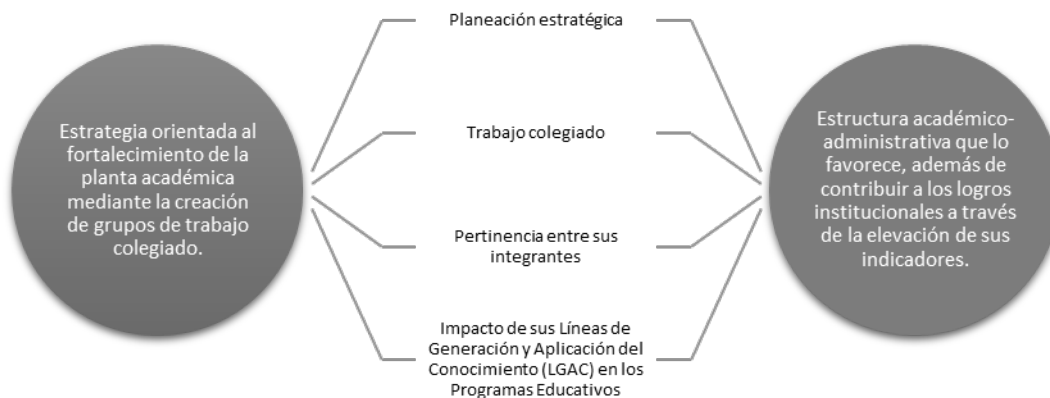 Estrategia orientada al
fortalecimiento de la
planta académica
mediante la creación
de grupos de trabajo
colegiado.
Planeación estratégica
Trabajo colegiado
Pertinencia entre sus
integrantes
Impacto de sus Líneas de
Generación y Aplicación del
Conocimiento (LGAC) en los
Programas Educativos
Estructura académico-
administrativa que lo
favorece, además de
contribuir a los logros
institucionales a través
de la elevación de sus
indicadores.